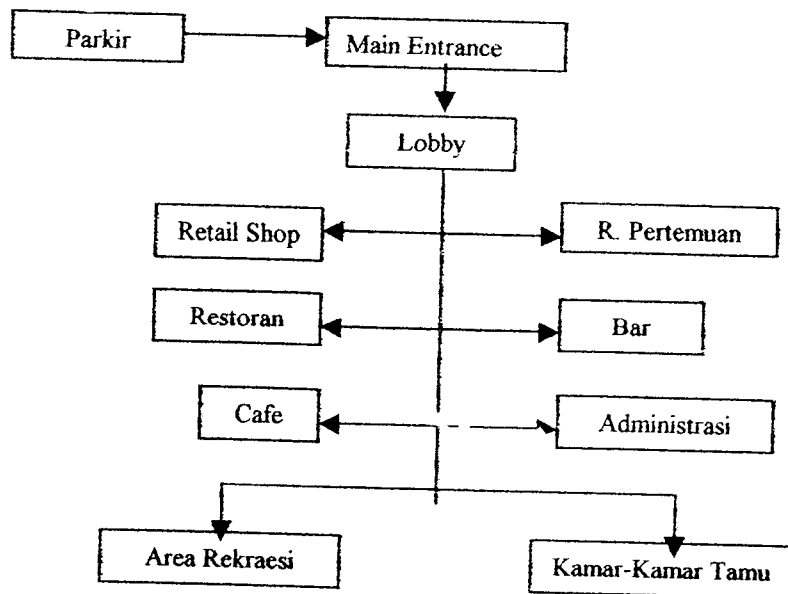 Parkir
Main Entrance
Lobby
Retail Shop
R. Pertemuan
Restoran
Bar
Cafe
Administrasi
Area Rekraesi
Kamar-Kamar Tamu